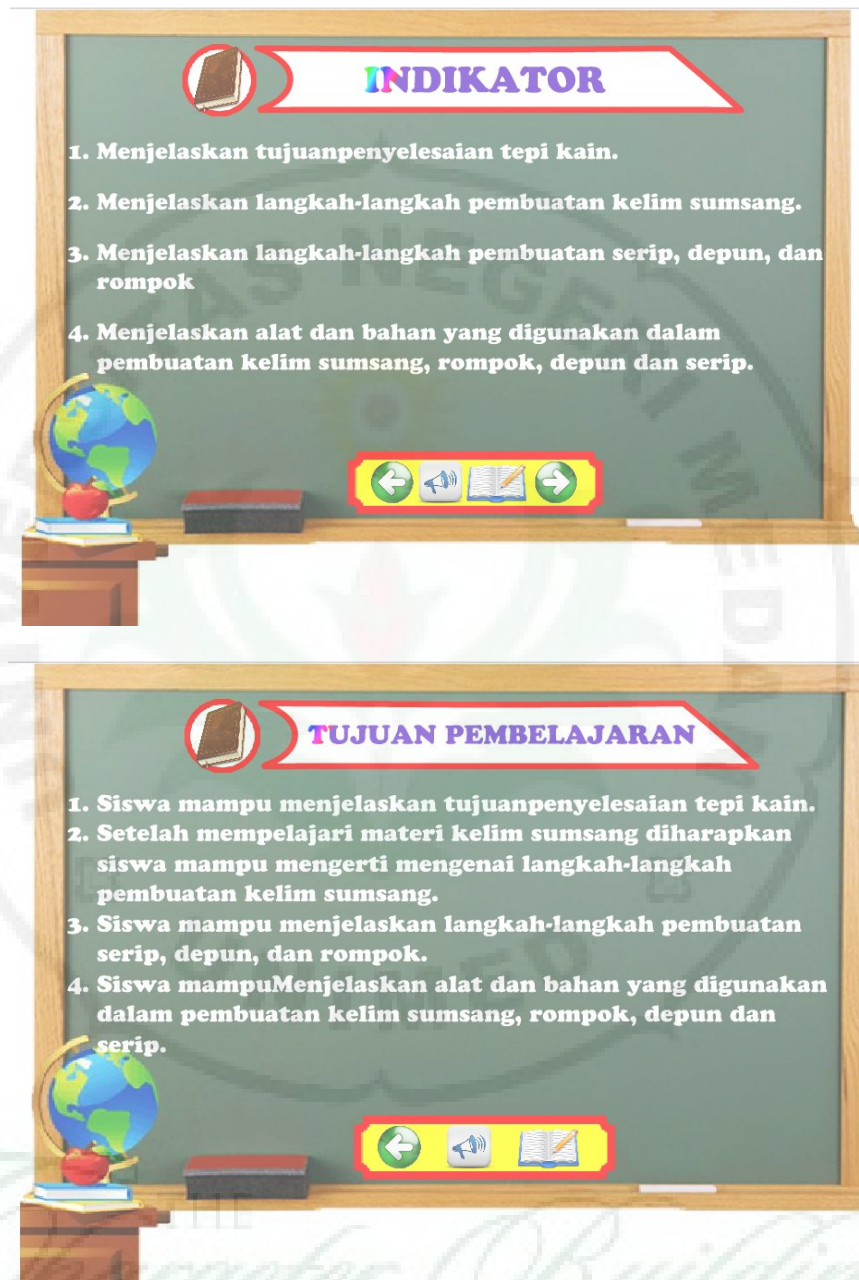 INDIKATOR
1. Menjelaskan tujuanpenyelesaian tepi kain.
2. Menjelaskan langkah-langkah pembuatan kelim sumsang.
3. Menjelaskan langkah-langkah pembuatan serip, depun, dan
rompok
4. Menjelaskan alat dan bahan yang digunakan dalam
pembuatan kelim sumsang, rompok, depun dan serip.
TUJUAN PEMBELAJARAN
1. Siswa mampu menjelaskan tujuanpenyelesaian tepi kain.
2. Setelah mempelajari materi kelim sumsang diharapkan
siswa mampu mengerti mengenai langkah-langkah
pembuatan kelim sumsang.
3. Siswa mampu menjelaskan langkah-langkah pembuatan
serip, depun, dan rompok.
4. Siswa mampuMenjelaskan alat dan bahan yang digunakan
dalam pembuatan kelim sumsang, rompok, depun dan
serip.
UNIMED
THE